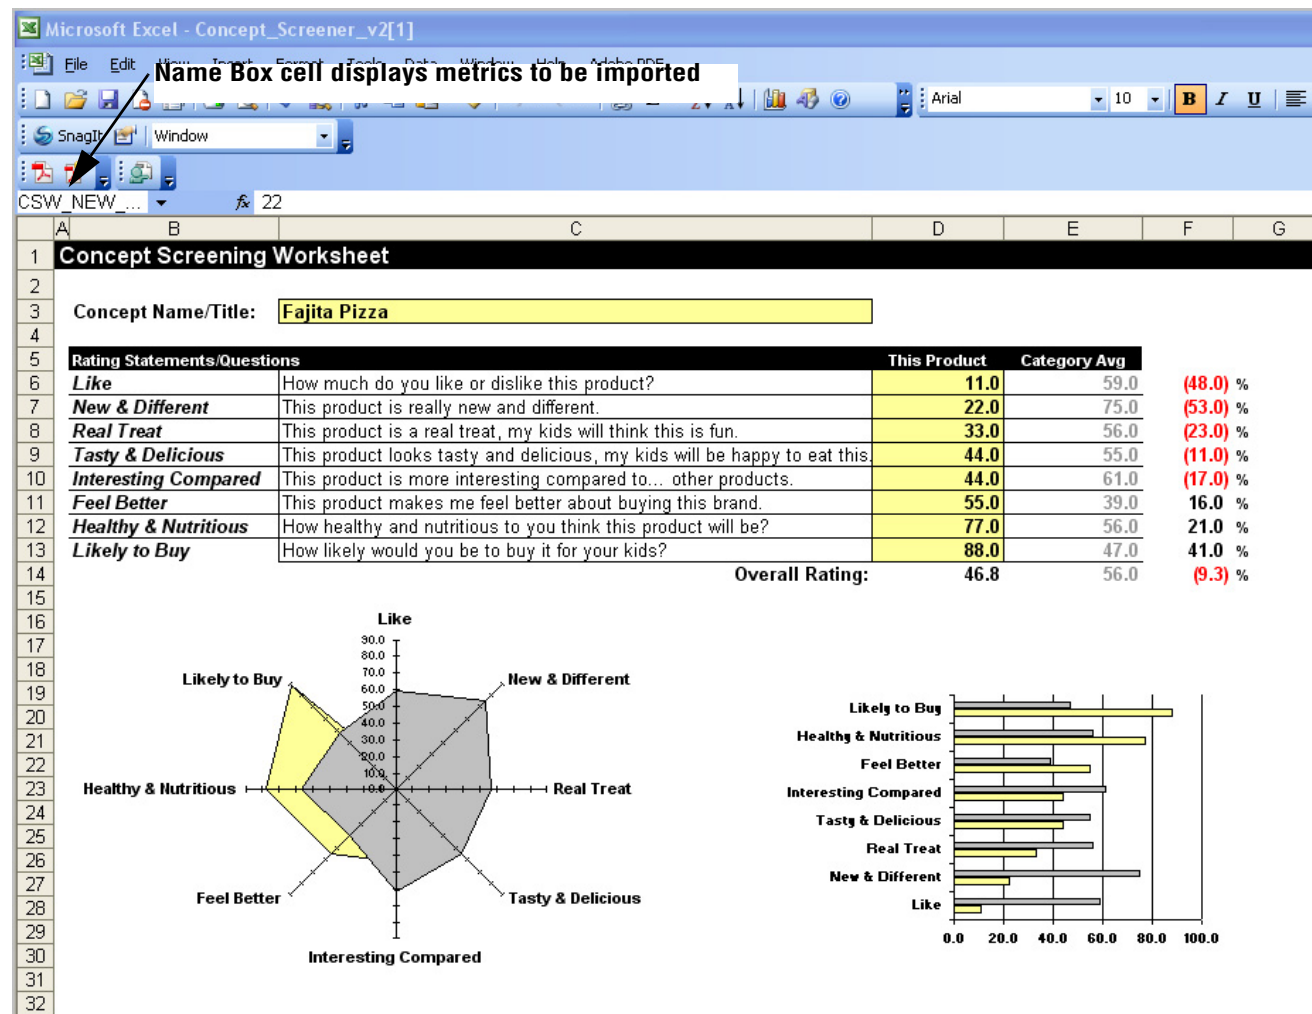 Microsoft Excel - Concept_Screener_v2[1]
File Edit
Name Box cell displays metrics to be imported
Arial 10 B I U
SnagIt Window
CSW_NEW_... fx 22
A B C D E F G
1 Concept Screening Worksheet
2
3 Concept Name/Title: Fajita Pizza
4
5 Rating Statements/Questions This Product Category Avg
6 Like How much do you like or dislike this product? 11.0 59.0 (48.0) %
7 New & Different This product is really new and different. 22.0 75.0 (53.0) %
8 Real Treat This product is a real treat, my kids will think this is fun. 33.0 56.0 (23.0) %
9 Tasty & Delicious This product looks tasty and delicious, my kids will be happy to eat this. 44.0 55.0 (11.0) %
10 Interesting Compared This product is more interesting compared to... other products. 44.0 61.0 (17.0) %
11 Feel Better This product makes me feel better about buying this brand. 55.0 39.0 16.0 %
12 Healthy & Nutritious How healthy and nutritious to you think this product will be? 77.0 56.0 21.0 %
13 Likely to Buy How likely would you be to buy it for your kids? 88.0 47.0 41.0 %
14 Overall Rating: 46.8 56.0 (9.3) %
15
16
17
18
19
20
21
22
23
24
25
26
27
28
29
30
31
32
Like
90.0
80.0
70.0
60.0
50.0
40.0
30.0
20.0
10.0
0.0
New & Different
Real Treat
Tasty & Delicious
Interesting Compared
Feel Better
Healthy & Nutritious
Likely to Buy
Likely to Buy
Healthy & Nutritious
Feel Better
Interesting Compared
Tasty & Delicious
Real Treat
New & Different
Like
0.0 20.0 40.0 60.0 80.0 100.0